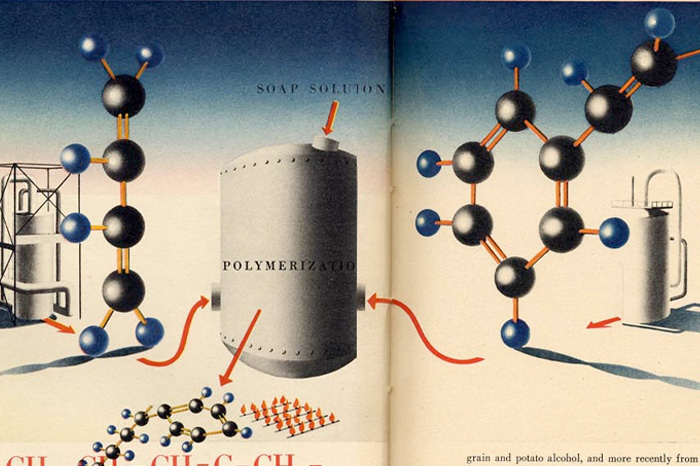 SOAP SOLUTION
POLYMERIZATIO
CH CH CH=C–CH –
grain and potato alcohol, and more recently from